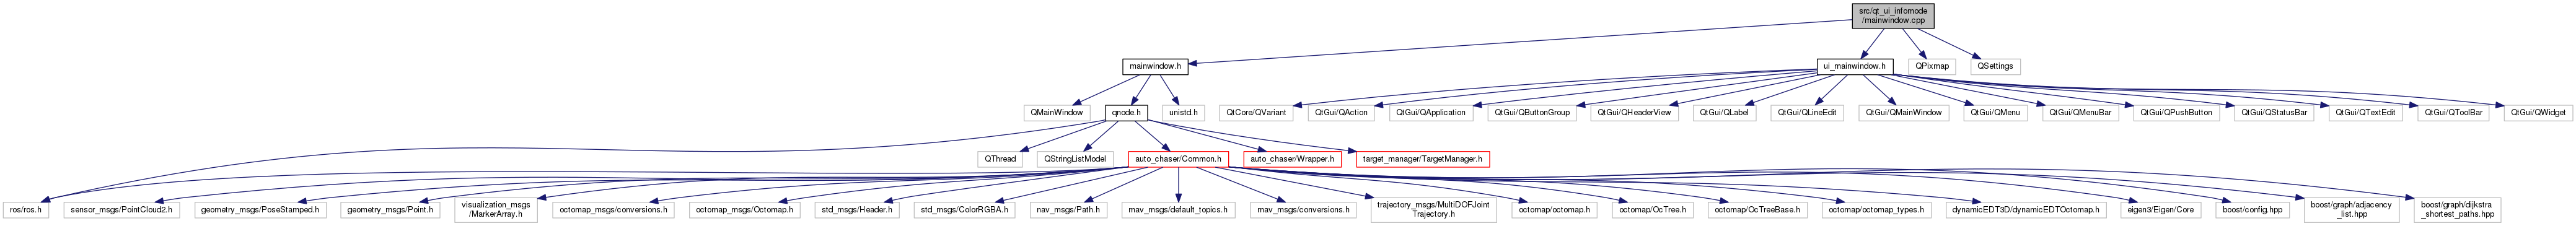 src/qt_ui_infomode
/mainwindow.cpp
mainwindow.h
ui_mainwindow.h
QPixmap
QSettings
QMainWindow
qnode.h
unistd.h
QtCore/QVariant
QtGui/QAction
QtGui/QApplication
QtGui/QButtonGroup
QtGui/QHeaderView
QtGui/QLabel
QtGui/QLineEdit
QtGui/QMainWindow
QtGui/QMenu
QtGui/QMenuBar
QtGui/QPushButton
QtGui/QStatusBar
QtGui/QTextEdit
QtGui/QToolBar
QtGui/QWidget
QThread
QStringListModel
auto_chaser/Common.h
auto_chaser/Wrapper.h
target_manager/TargetManager.h
ros/ros.h
sensor_msgs/PointCloud2.h
geometry_msgs/PoseStamped.h
geometry_msgs/Point.h
visualization_msgs
/MarkerArray.h
octomap_msgs/conversions.h
octomap_msgs/Octomap.h
std_msgs/Header.h
std_msgs/ColorRGBA.h
nav_msgs/Path.h
mav_msgs/default_topics.h
mav_msgs/conversions.h
trajectory_msgs/MultiDOFJoint
Trajectory.h
octomap/octomap.h
octomap/OcTree.h
octomap/OcTreeBase.h
octomap/octomap_types.h
dynamicEDT3D/dynamicEDTOctomap.h
eigen3/Eigen/Core
boost/config.hpp
boost/graph/adjacency
_list.hpp
boost/graph/dijkstra
_shortest_paths.hpp